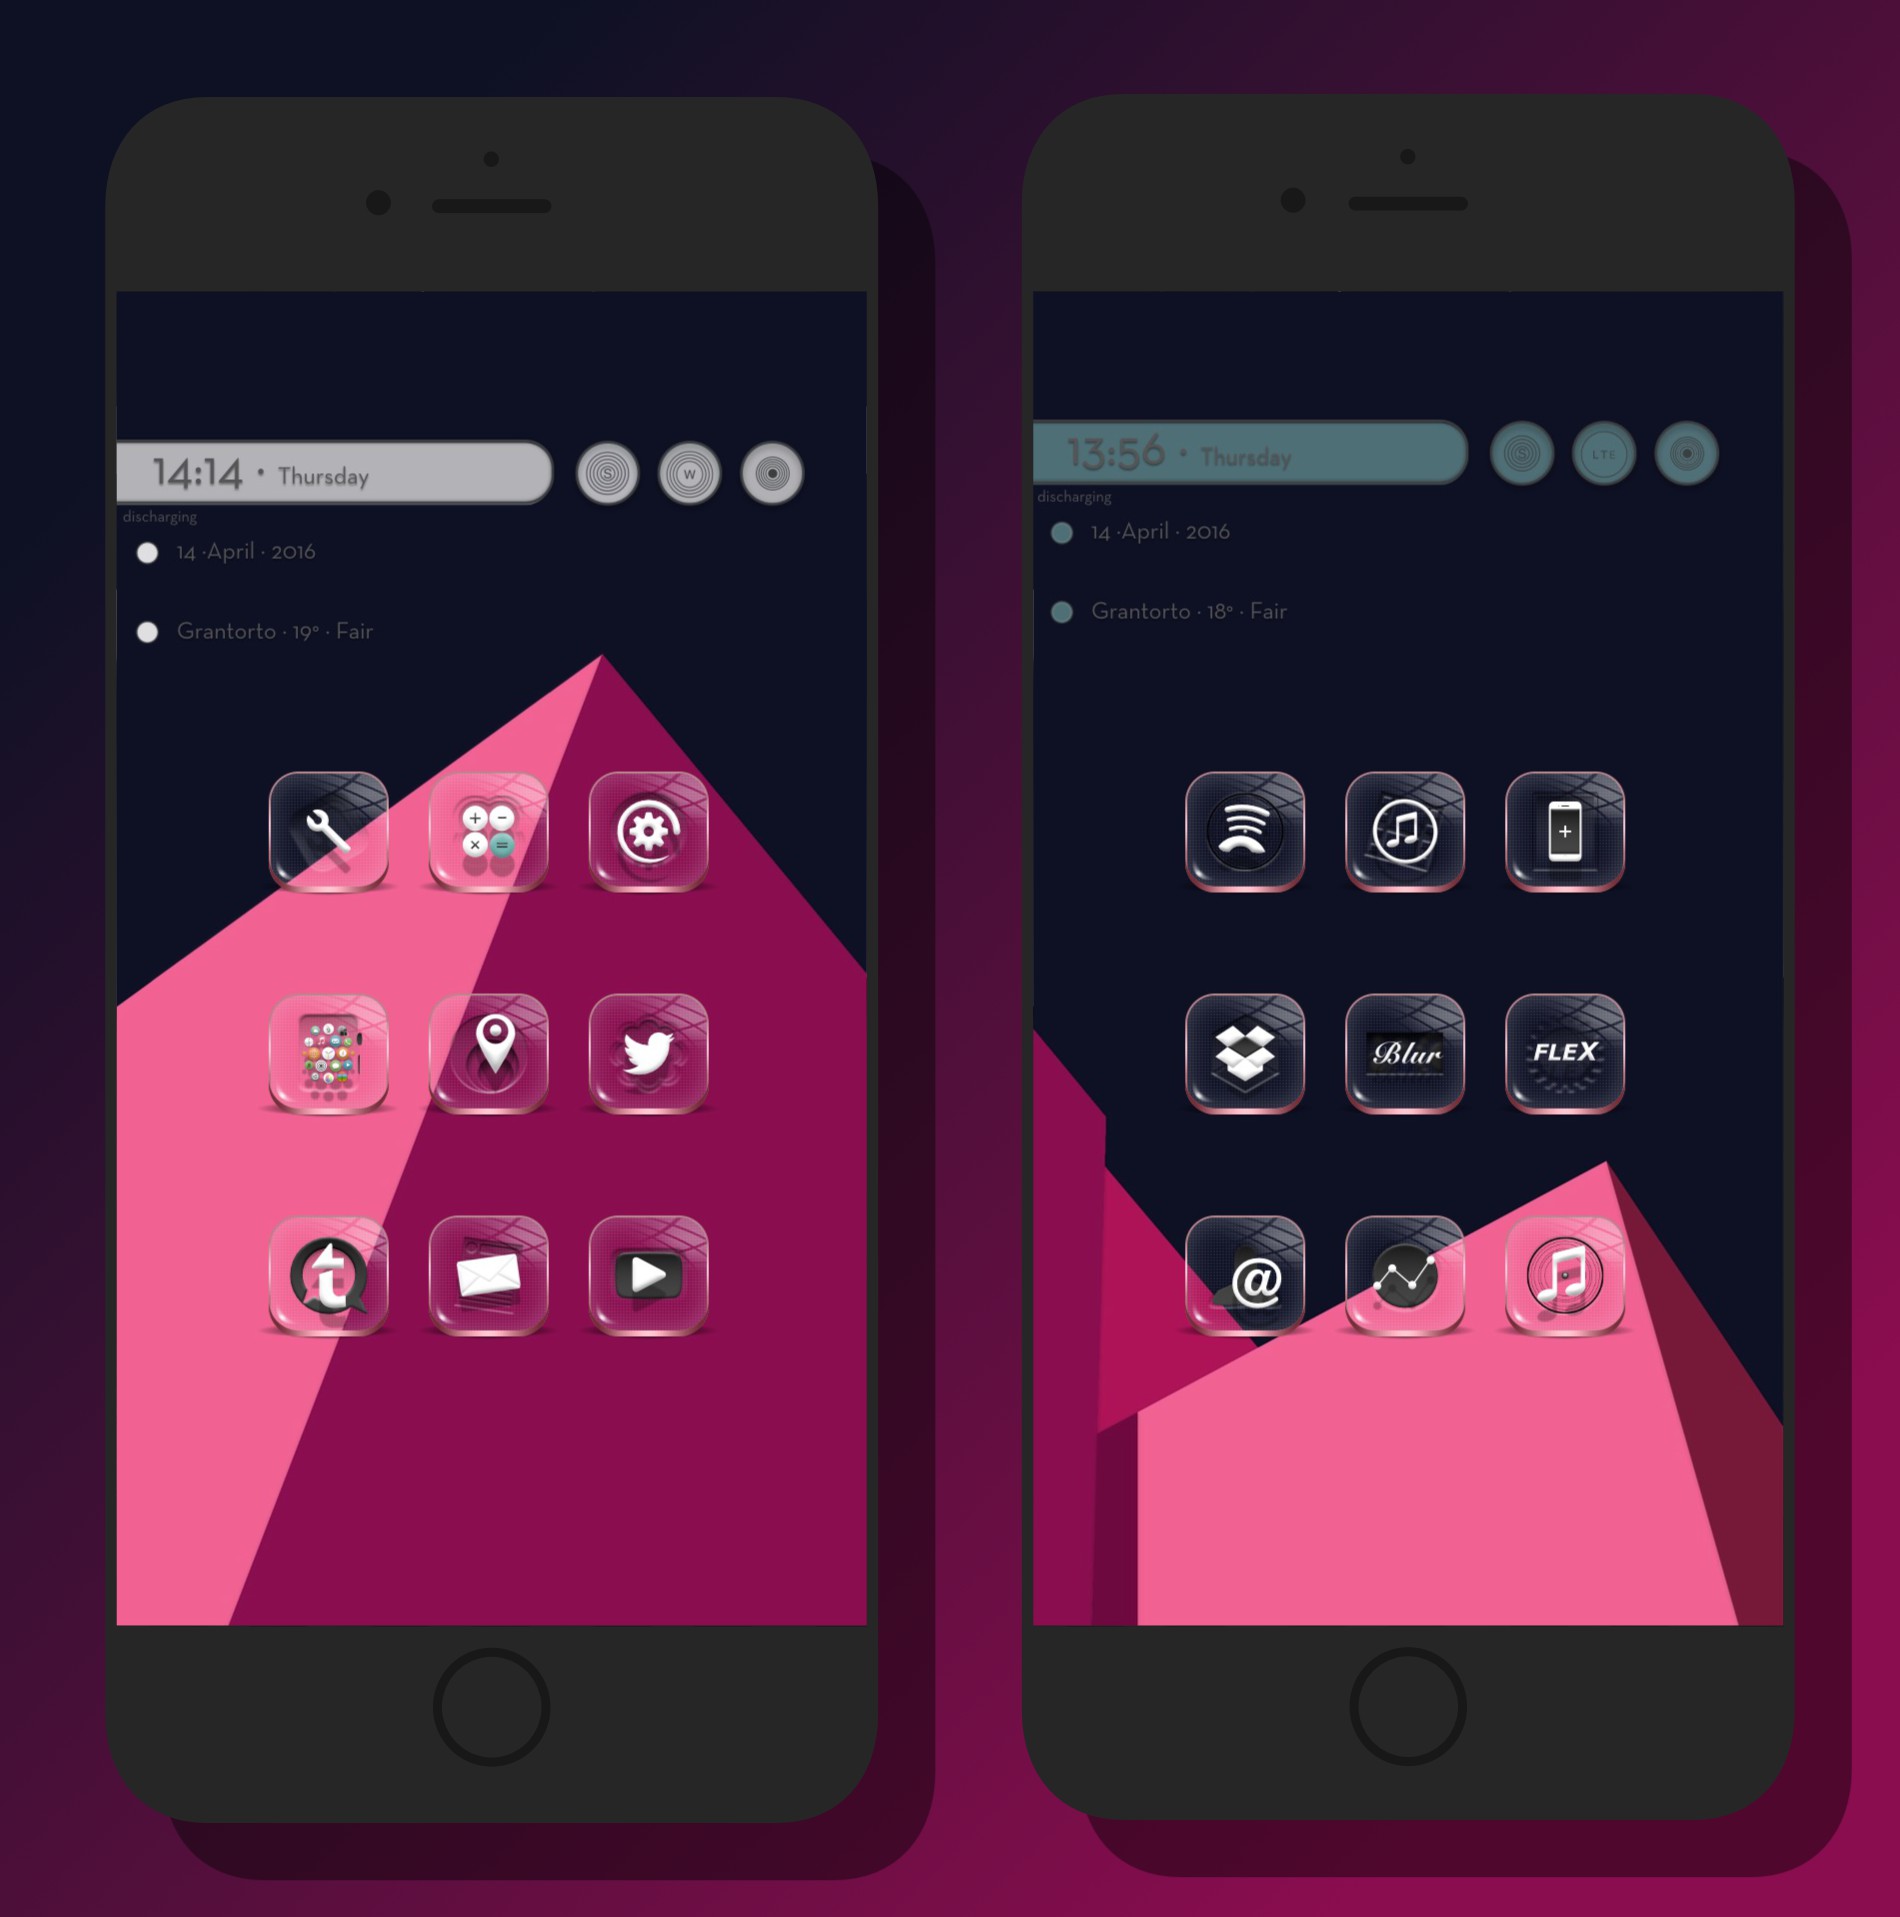 14:14 · Thursday
S
W
discharging
14 ·April · 2016
Grantorto · 19° · Fair
+ −
× =
t
13:56 · Thursday
S
LTE
discharging
14 ·April · 2016
Grantorto · 18° · Fair
+
Blur
FLEX
@